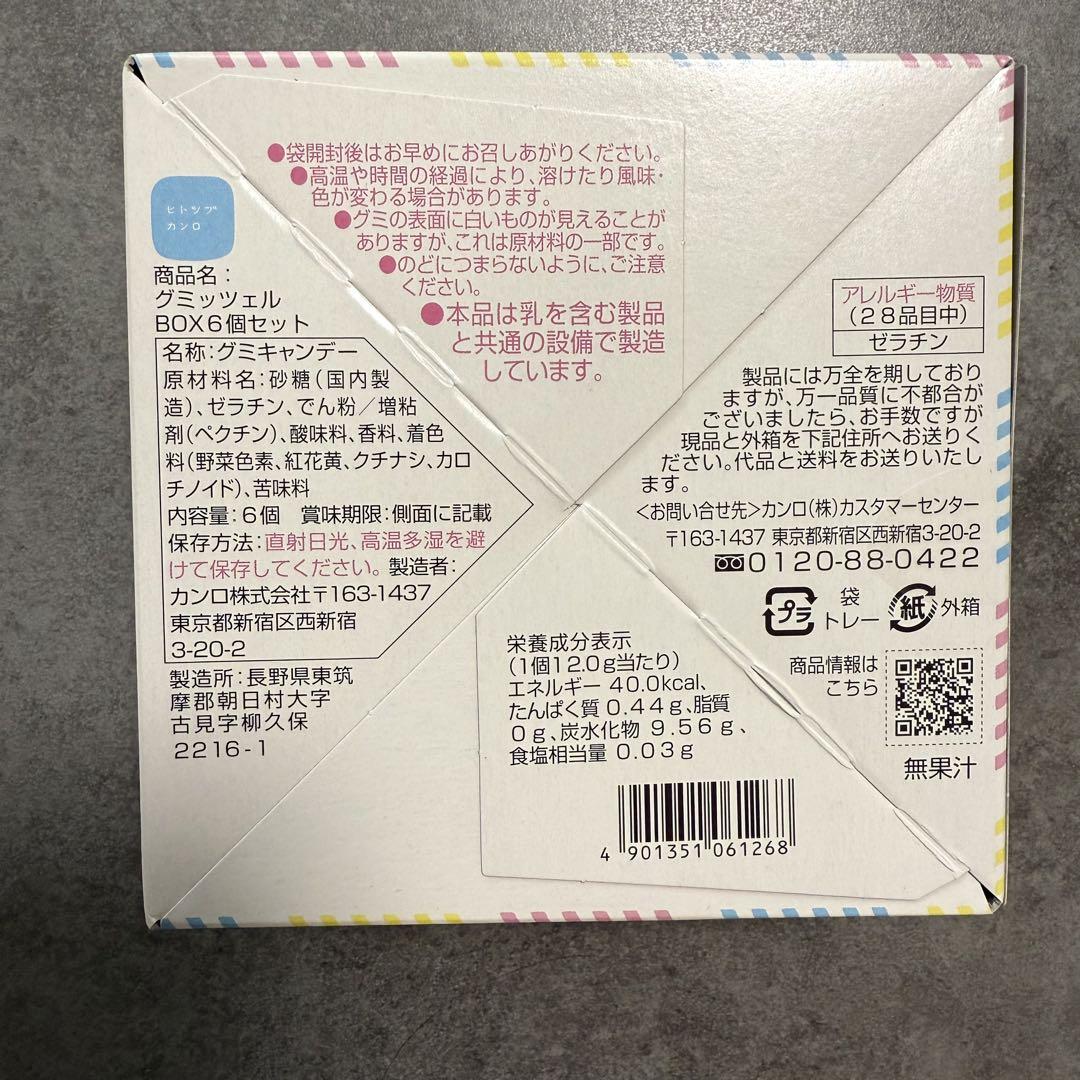 ●袋開封後はお早めにお召しあがりください。
●高温や時間の経過により、溶けたり風味・
色が変わる場合があります。
●グミの表面に白いものが見えることが
ありますが、これは原材料の一部です。
●のどにつまらないように、ご注意
ください。
●本品は乳を含む製品
と共通の設備で製造
しています。
ヒトツブ
カンロ
商品名：
グミッツェル
BOX6個セット
名称：グミキャンデー
原材料名：砂糖（国内製
造）、ゼラチン、でん粉／増粘
剤（ペクチン）、酸味料、香料、着色
料（野菜色素、紅花黄、クチナシ、カロ
チノイド）、苦味料
内容量：6個　賞味期限：側面に記載
保存方法：直射日光、高温多湿を避
けて保存してください。製造者：
カンロ株式会社〒163-1437
東京都新宿区西新宿
3-20-2
製造所：長野県東筑
摩郡朝日村大字
古見字柳久保
2216-1
アレルギー物質
（28品目中）
ゼラチン
製品には万全を期しており
ますが、万一品質に不都合が
ございましたら、お手数ですが
現品と外箱を下記住所へお送りく
ださい。代品と送料をお送りいたし
ます。
＜お問い合せ先＞カンロ（株）カスタマーセンター
〒163-1437 東京都新宿区西新宿3-20-2
0120-88-0422
プラ
袋
トレー
紙
外箱
商品情報は
こちら
無果汁
栄養成分表示
（1個12.0g当たり）
エネルギー 40.0kcal、
たんぱく質 0.44g、脂質
0g、炭水化物 9.56g、
食塩相当量 0.03g
4 901351 061268